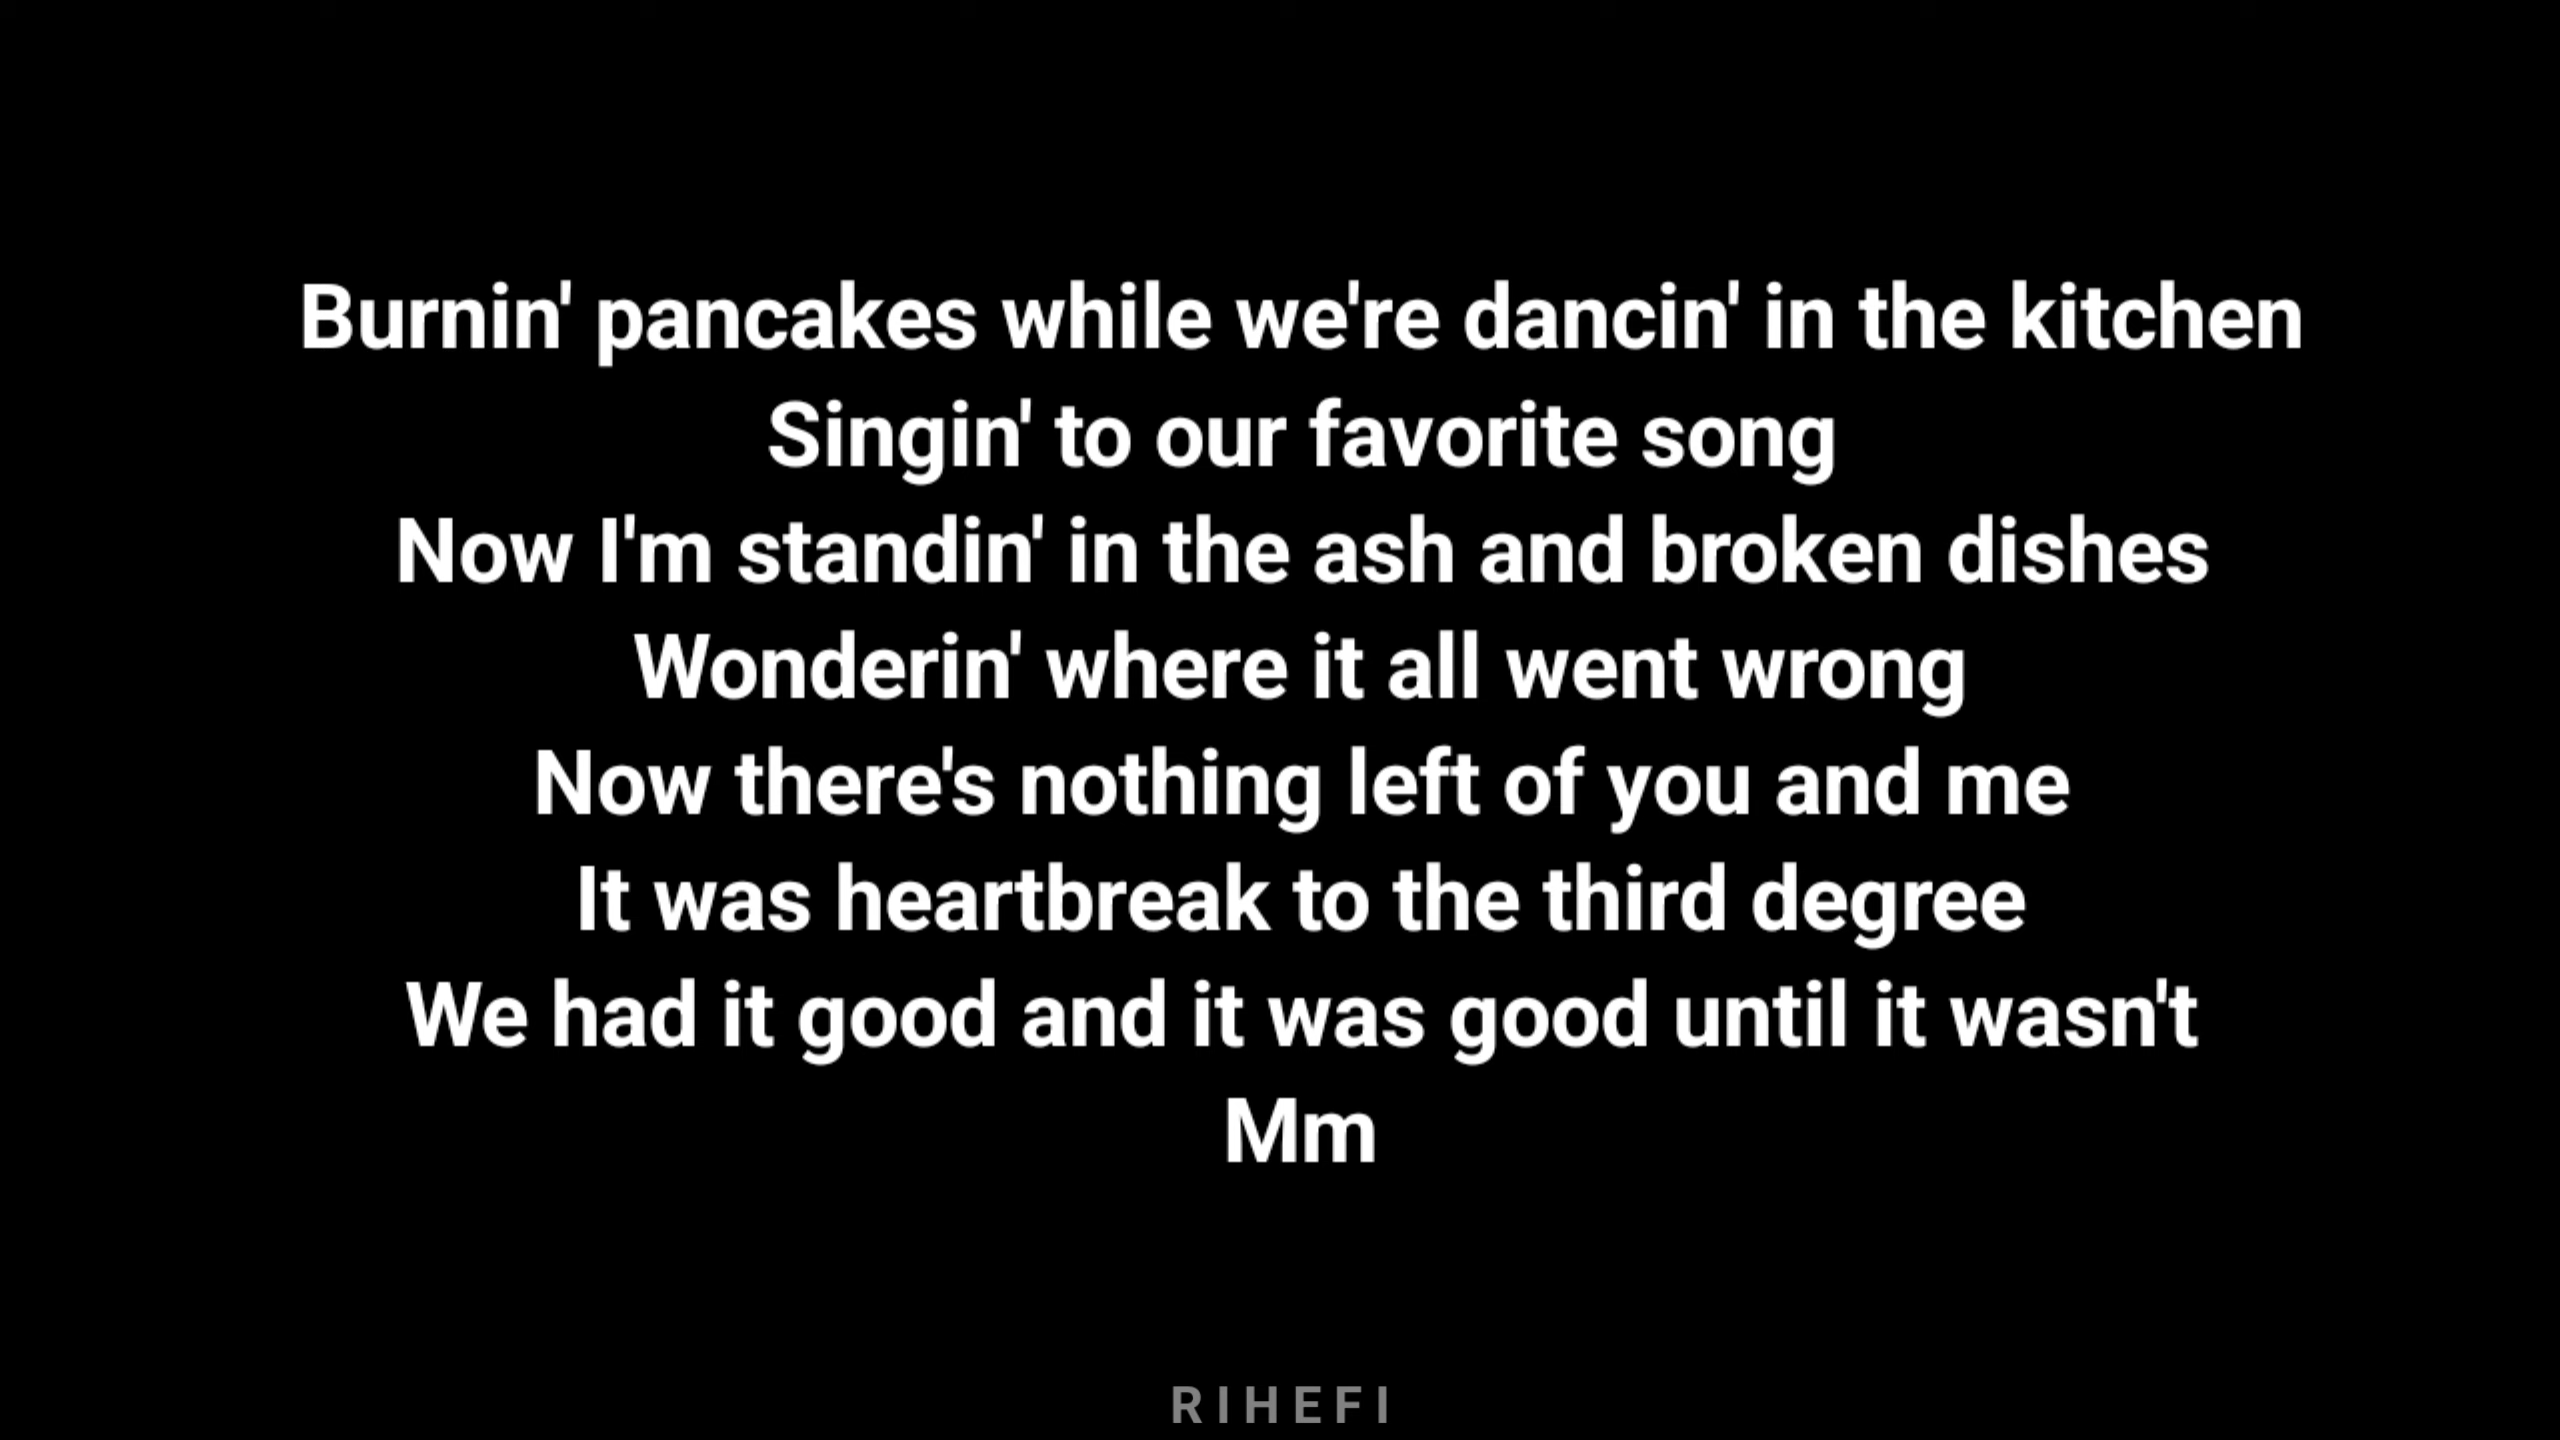 Burnin' pancakes while we're dancin' in the kitchen
Singin' to our favorite song
Now I'm standin' in the ash and broken dishes
Wonderin' where it all went wrong
Now there's nothing left of you and me
It was heartbreak to the third degree
We had it good and it was good until it wasn't
Mm
RIHEFI